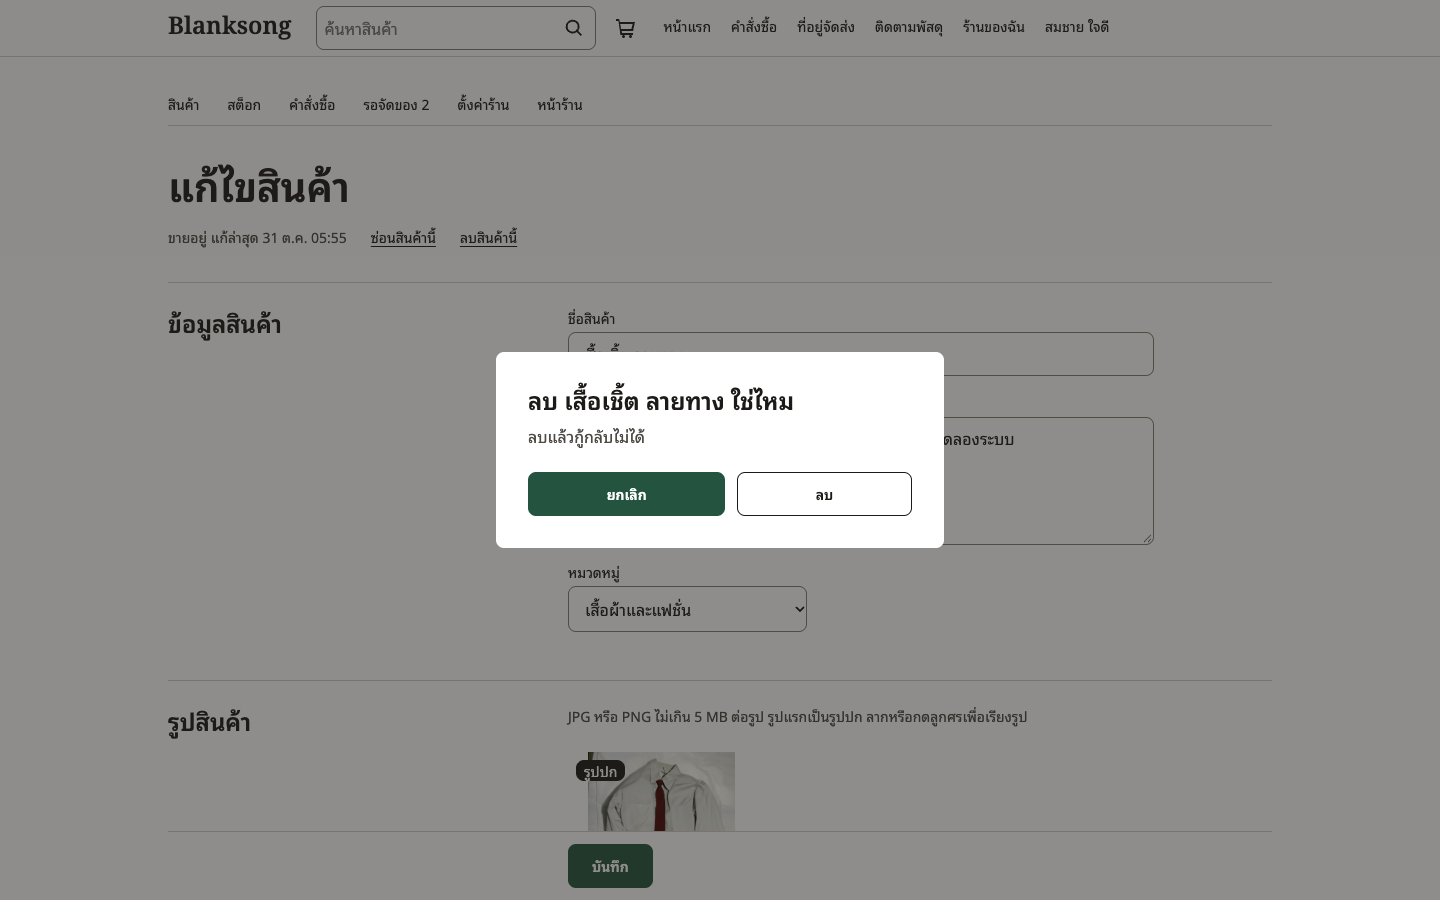 Blanksong
ค้นหาสินค้า
หน้าแรก คำสั่งซื้อ ที่อยู่จัดส่ง ติดตามพัสดุ ร้านของฉัน สมชาย ใจดี
สินค้า สต็อก คำสั่งซื้อ รอจัดของ 2 ตั้งค่าร้าน หน้าร้าน
แก้ไขสินค้า
ขายอยู่ แก้ล่าสุด 31 ต.ค. 05:55 ซ่อนสินค้านี้ ลบสินค้านี้
ข้อมูลสินค้า
ชื่อสินค้า
ลบ เสื้อเชิ้ต ลายทาง ใช่ไหม
ลบแล้วกู้กลับไม่ได้
ดลองระบบ
ยกเลิก ลบ
หมวดหมู่
เสื้อผ้าและแฟชั่น
รูปสินค้า
JPG หรือ PNG ไม่เกิน 5 MB ต่อรูป รูปแรกเป็นรูปปก ลากหรือกดลูกศรเพื่อเรียงรูป
รูปปก
บันทึก